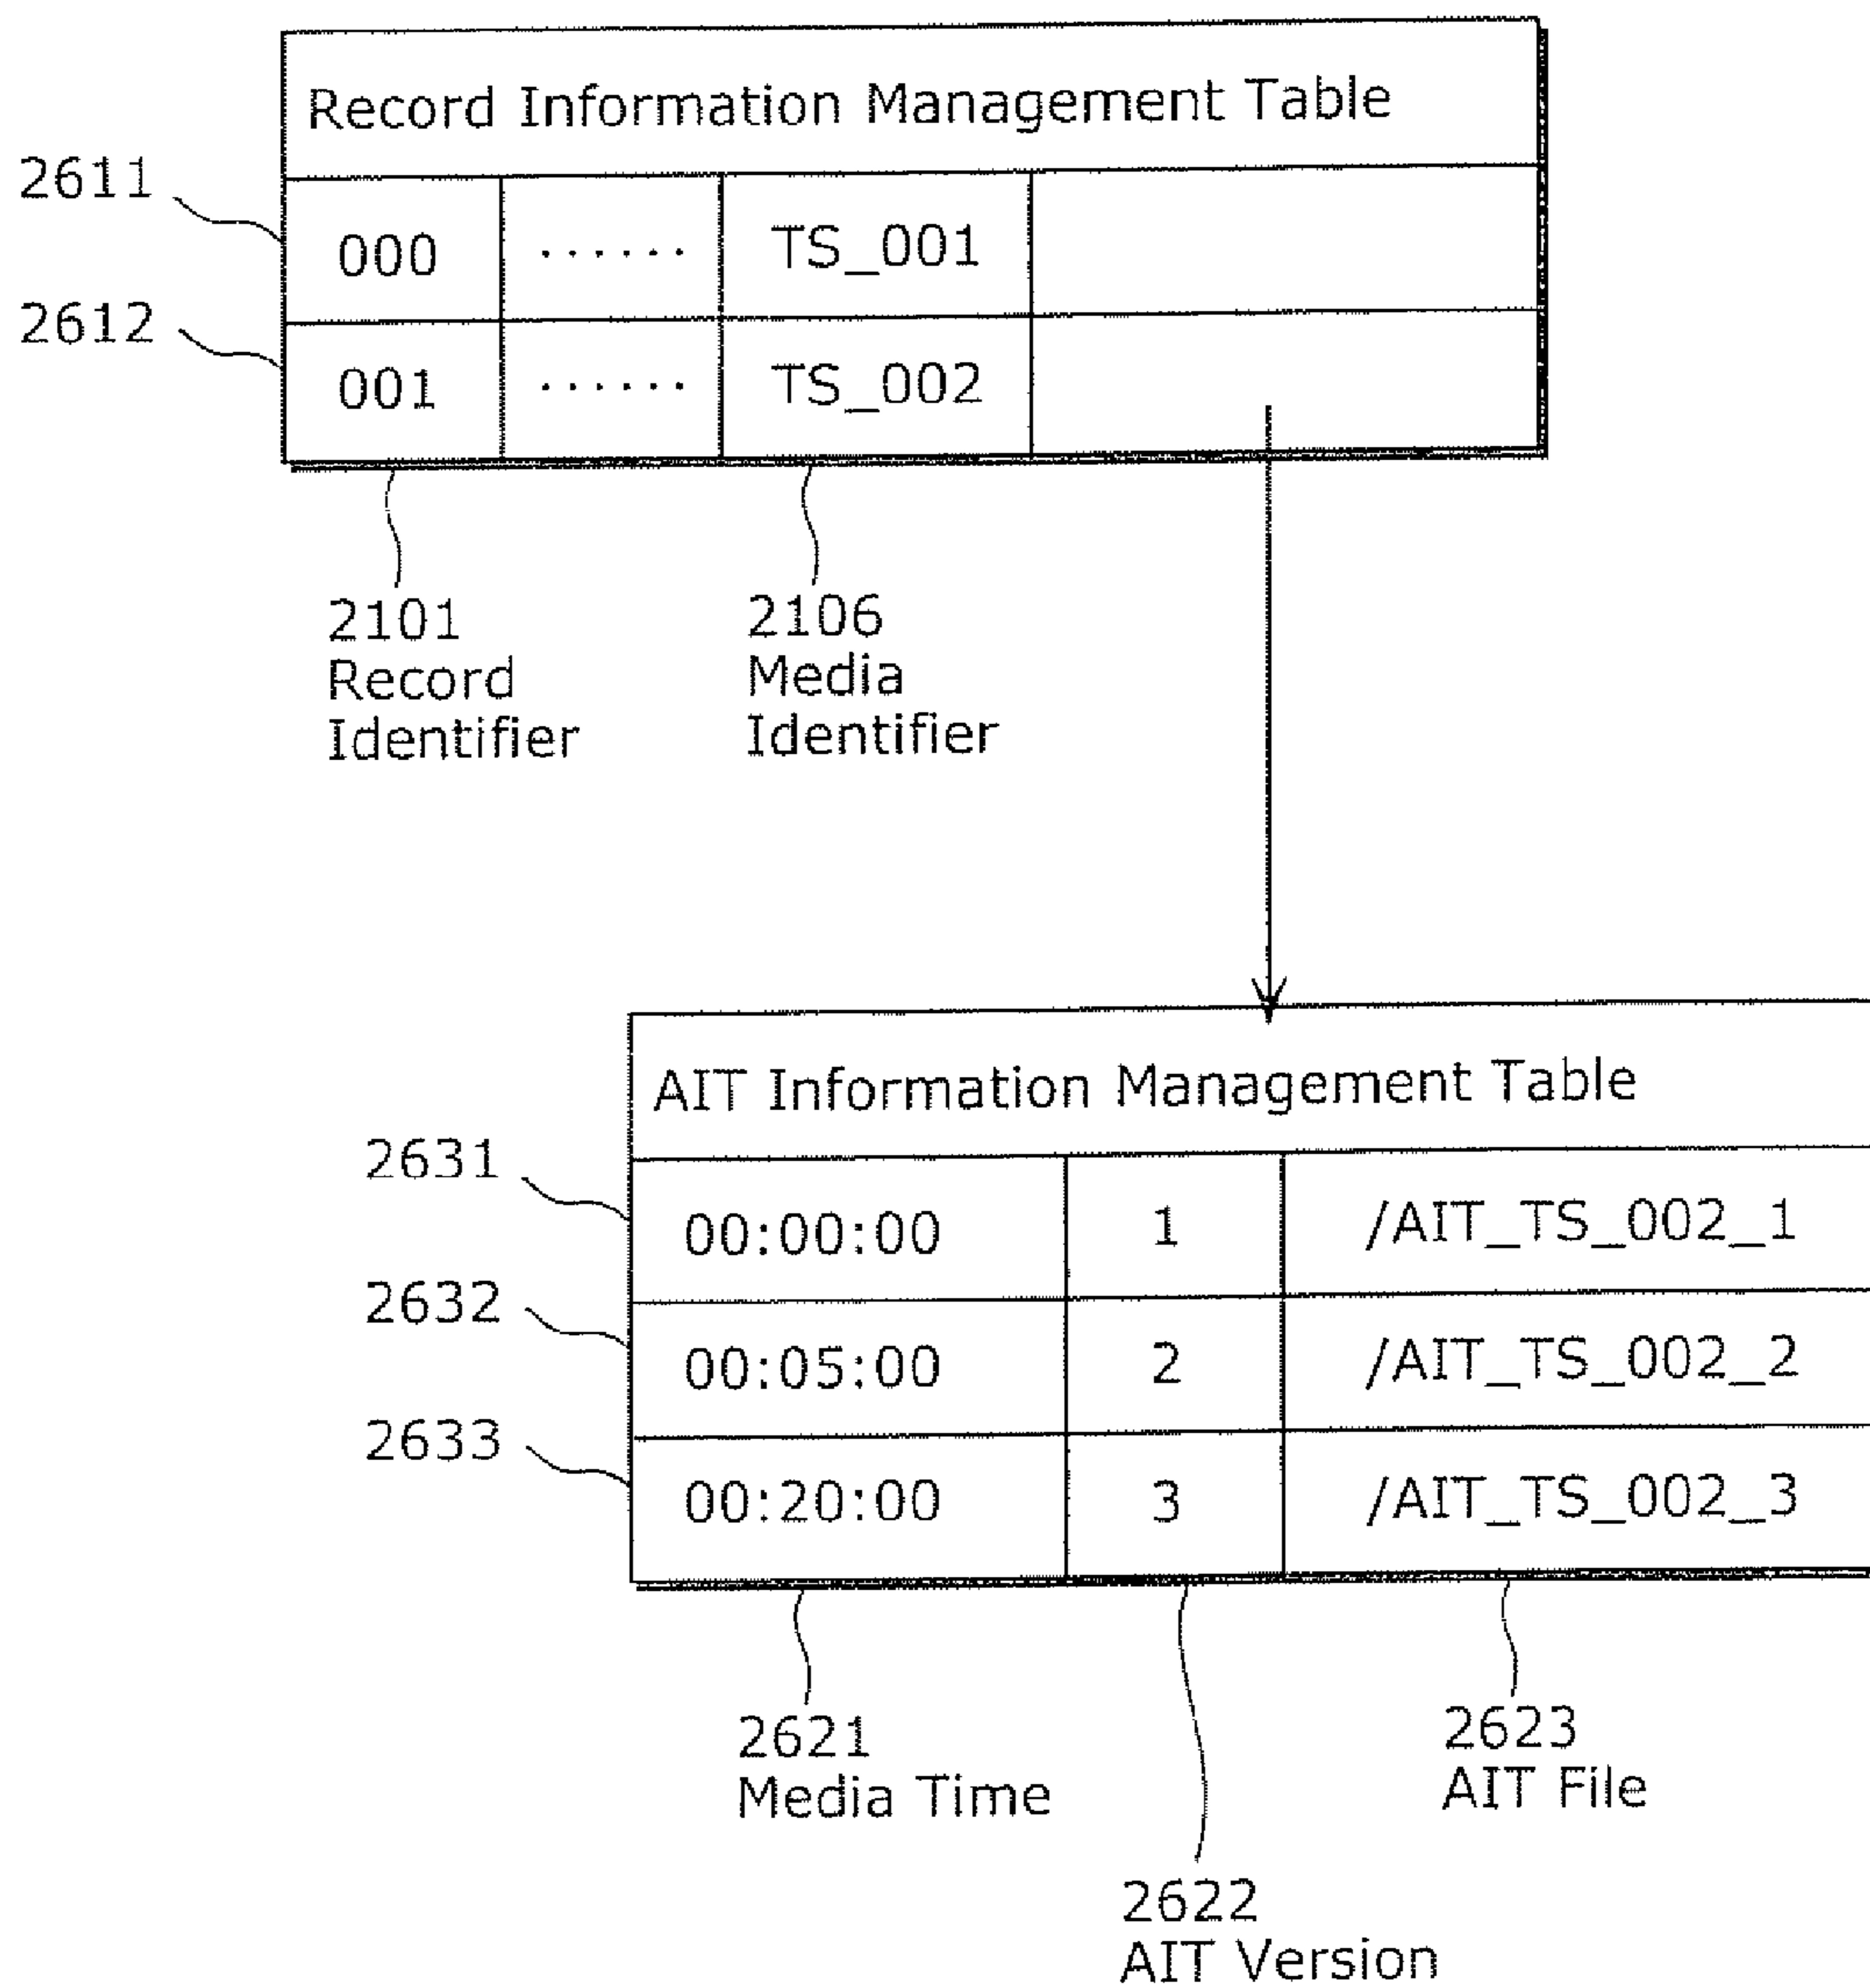 Record Information Management Table
2611
000 ...... TS_001
2612
001 ...... TS_002
2101
Record
Identifier
2106
Media
Identifier
AIT Information Management Table
2631
00:00:00 1 /AIT_TS_002_1
2632
00:05:00 2 /AIT_TS_002_2
2633
00:20:00 3 /AIT_TS_002_3
2621
Media Time
2623
AIT File
2622
AIT Version